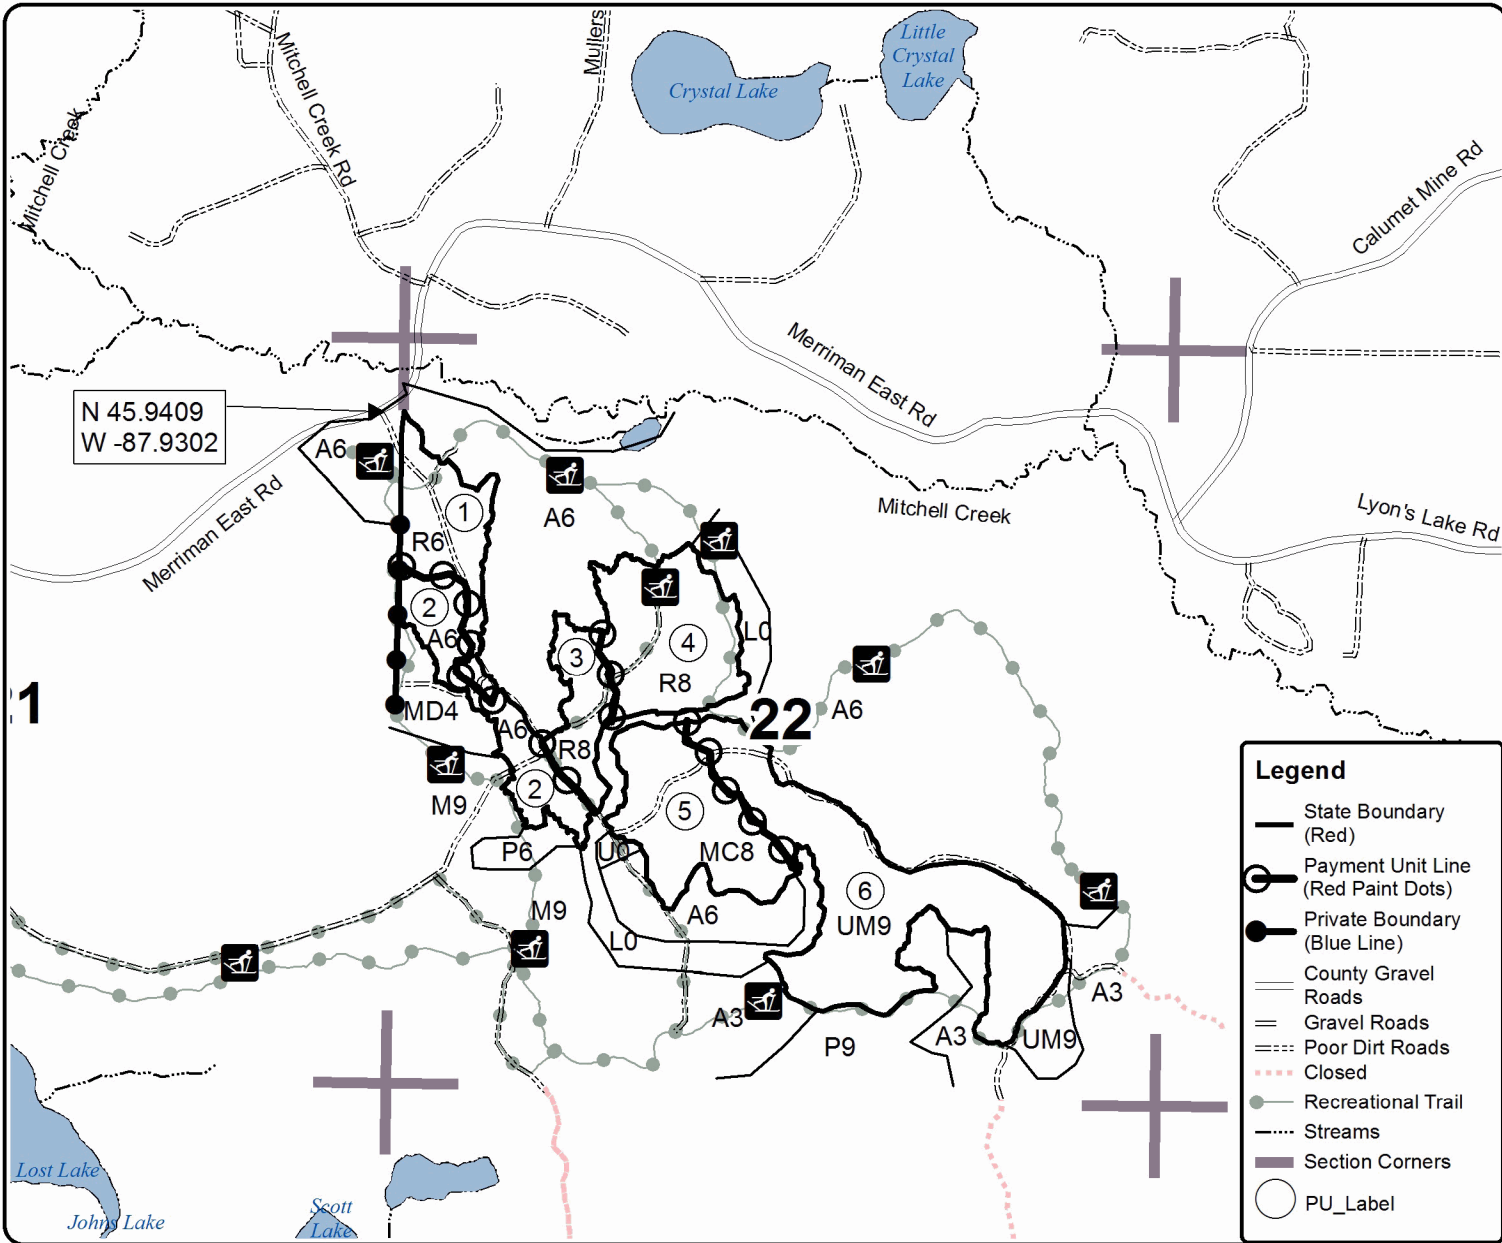 Little
Crystal
Lake
Crystal Lake
Mullers
Mitchell Creek Rd
Mitchell Creek
Calumet Mine Rd
Merriman East Rd
N 45.9409
W -87.9302
A6
Merriman East Rd
1
A6
Mitchell Creek
Lyon's Lake Rd
R6
2
A6
3
4
L0
R8
A6
22
21
MD4
A6
R8
M9
2
5
P6
U0
MC8
6
UM9
A6
M9
L0
A3
A3
P9
A3
UM9
Lost Lake
Johns Lake
Scott
Lake
Legend
State Boundary
(Red)
Payment Unit Line
(Red Paint Dots)
Private Boundary
(Blue Line)
County Gravel
Roads
Gravel Roads
Poor Dirt Roads
Closed
Recreational Trail
Streams
Section Corners
PU_Label